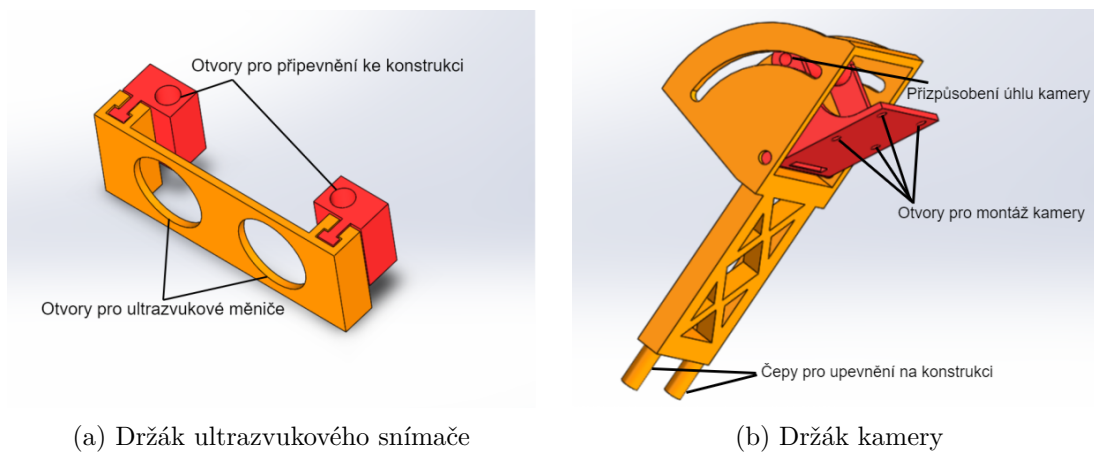 Otvory pro připevnění ke konstrukci
Otvory pro ultrazvukové měniče
(a) Držák ultrazvukového snímače
Přizpůsobení úhlu kamery
Otvory pro montáž kamery
Čepy pro upevnění na konstrukci
(b) Držák kamery